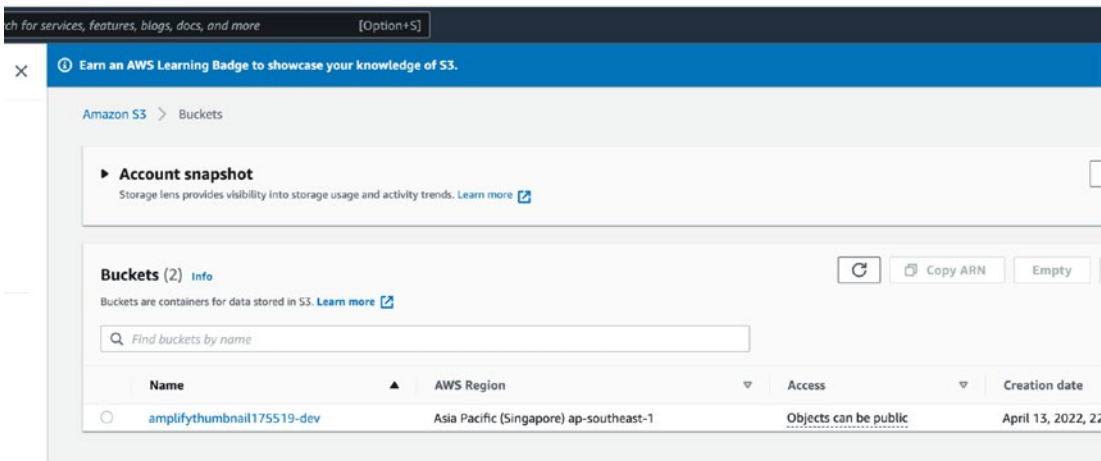 ch for services, features, blogs, docs, and more [Option+S]
Earn an AWS Learning Badge to showcase your knowledge of S3.
Amazon S3 > Buckets
Account snapshot
Storage lens provides visibility into storage usage and activity trends. Learn more
Buckets (2) Info
Copy ARN Empty
Buckets are containers for data stored in S3. Learn more
Find buckets by name
Name AWS Region Access Creation date
amplifythumbnail175519-dev Asia Pacific (Singapore) ap-southeast-1 Objects can be public April 13, 2022, 22